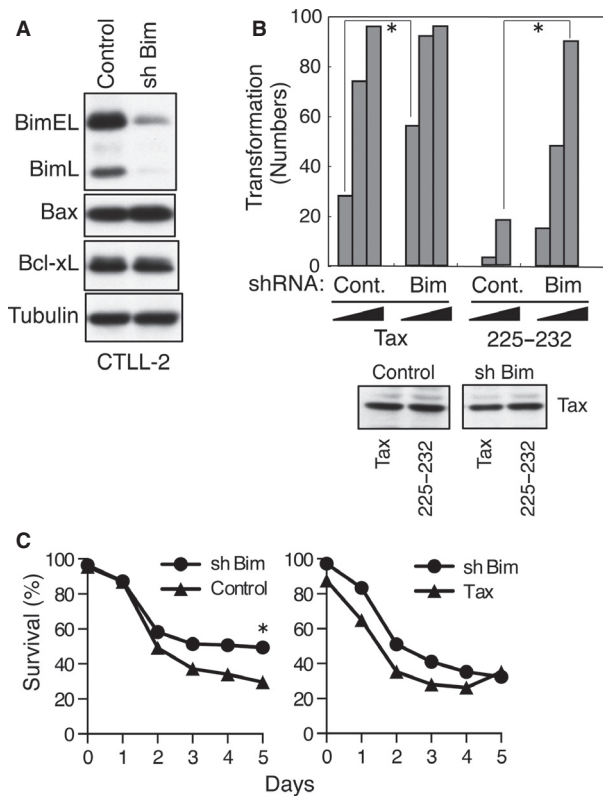 A
Control
sh Bim
BimEL
BimL
Bax
Bcl-xL
Tubulin
CTLL-2
B
Transformation
(Numbers)
100
80
60
40
20
0
*
*
shRNA: Cont. Bim Cont. Bim
Tax 225–232
Control sh Bim
Tax
Tax
225–232
Tax
225–232
C
Survival (%)
100
80
60
40
20
0
sh Bim
Control
*
0 1 2 3 4 5
100
80
60
40
20
0
sh Bim
Tax
0 1 2 3 4 5
Days